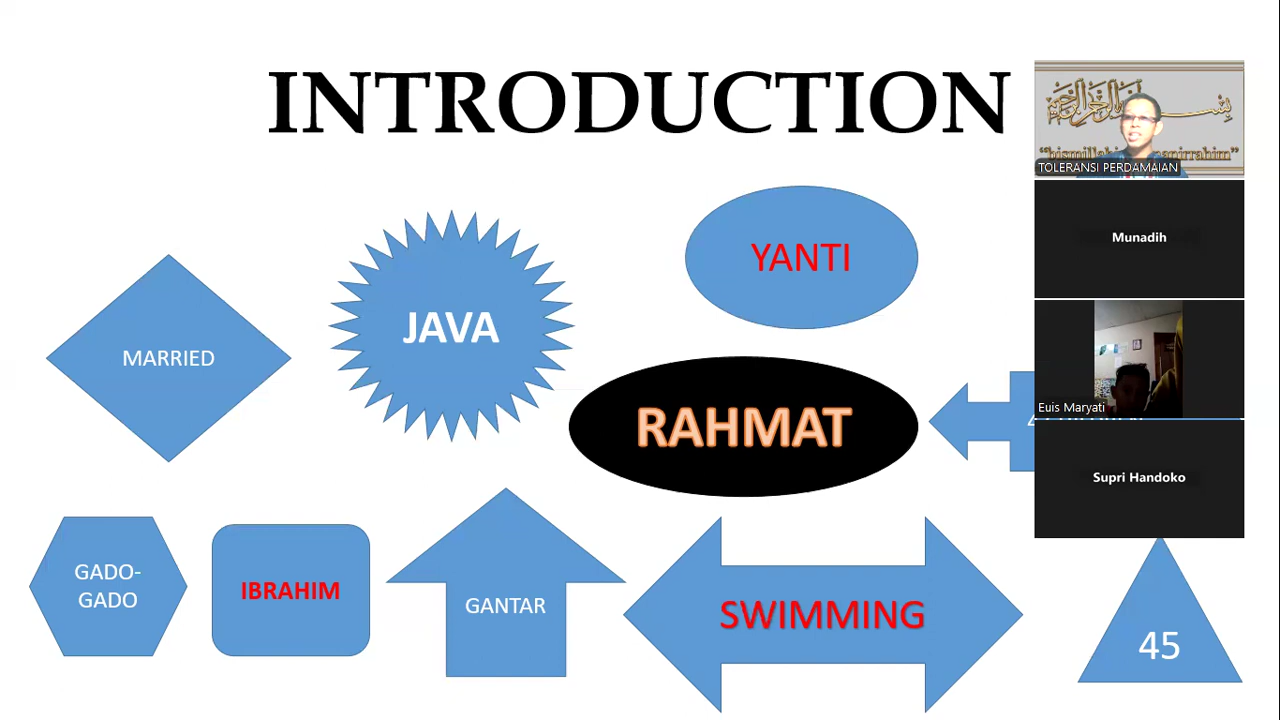 INTRODUCTION
TOLERANSI PERDAMAIAN
Munadih
YANTI
JAVA
MARRIED
RAHMAT
Euis Maryati
Supri Handoko
GADO-
GADO
IBRAHIM
GANTAR
SWIMMING
45